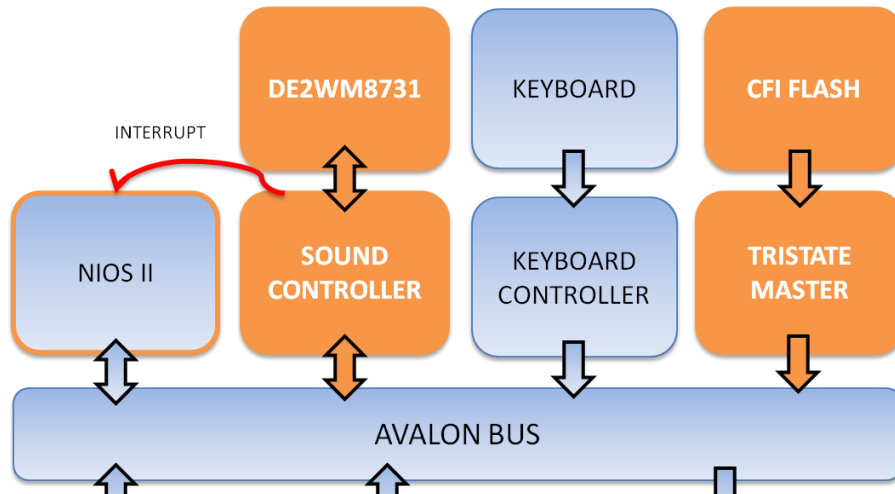 DE2WM8731
KEYBOARD
CFI FLASH
INTERRUPT
NIOS II
SOUND
CONTROLLER
KEYBOARD
CONTROLLER
TRISTATE
MASTER
AVALON BUS